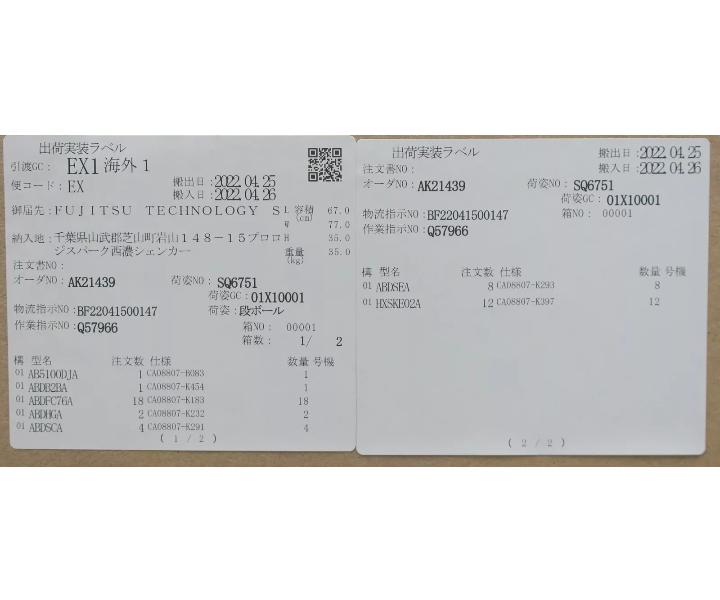 出荷実装ラベル
引渡GC： EX1 海外1
便コード：EX
搬出日：2022.04.25
搬入日：2022.04.26
御届先：ＦＵＪＩＴＳＵ　ＴＥＣＨＮＯＬＯＧＹ　Ｓ
L 容積 67.0
(cm)
W 77.0
H 35.0
重量 35.0
(kg)
納入地：千葉県山武郡芝山町岩山１４８－１５プロロ
ジスパーク西濃シェンカー
注文書NO：
オーダNO：AK21439
荷姿NO：SQ6751
荷姿GC：01X10001
物流指示NO：BF22041500147
荷姿：段ボール
作業指示NO：Q57966
箱NO： 00001
箱数： 1/ 2
構 型名 注文数 仕様 数量 号機
01 AB5100DJA 1 CA08807-B083 1
01 ABDB2BA 1 CA08807-K454 1
01 ABDFC76A 18 CA08807-K183 18
01 ABDHGA 2 CA08807-K232 2
01 ABDSCA 4 CA08807-K291 4
( 1 / 2 )
出荷実装ラベル
搬出日：2022.04.25
搬入日：2022.04.26
注文書NO：
オーダNO：AK21439
荷姿NO：SQ6751
荷姿GC：01X10001
物流指示NO：BF22041500147
箱NO： 00001
作業指示NO：Q57966
構 型名 注文数 仕様 数量 号機
01 ABDSEA 8 CA08807-K293 8
01 HXSKE02A 12 CA08807-K397 12
( 2 / 2 )